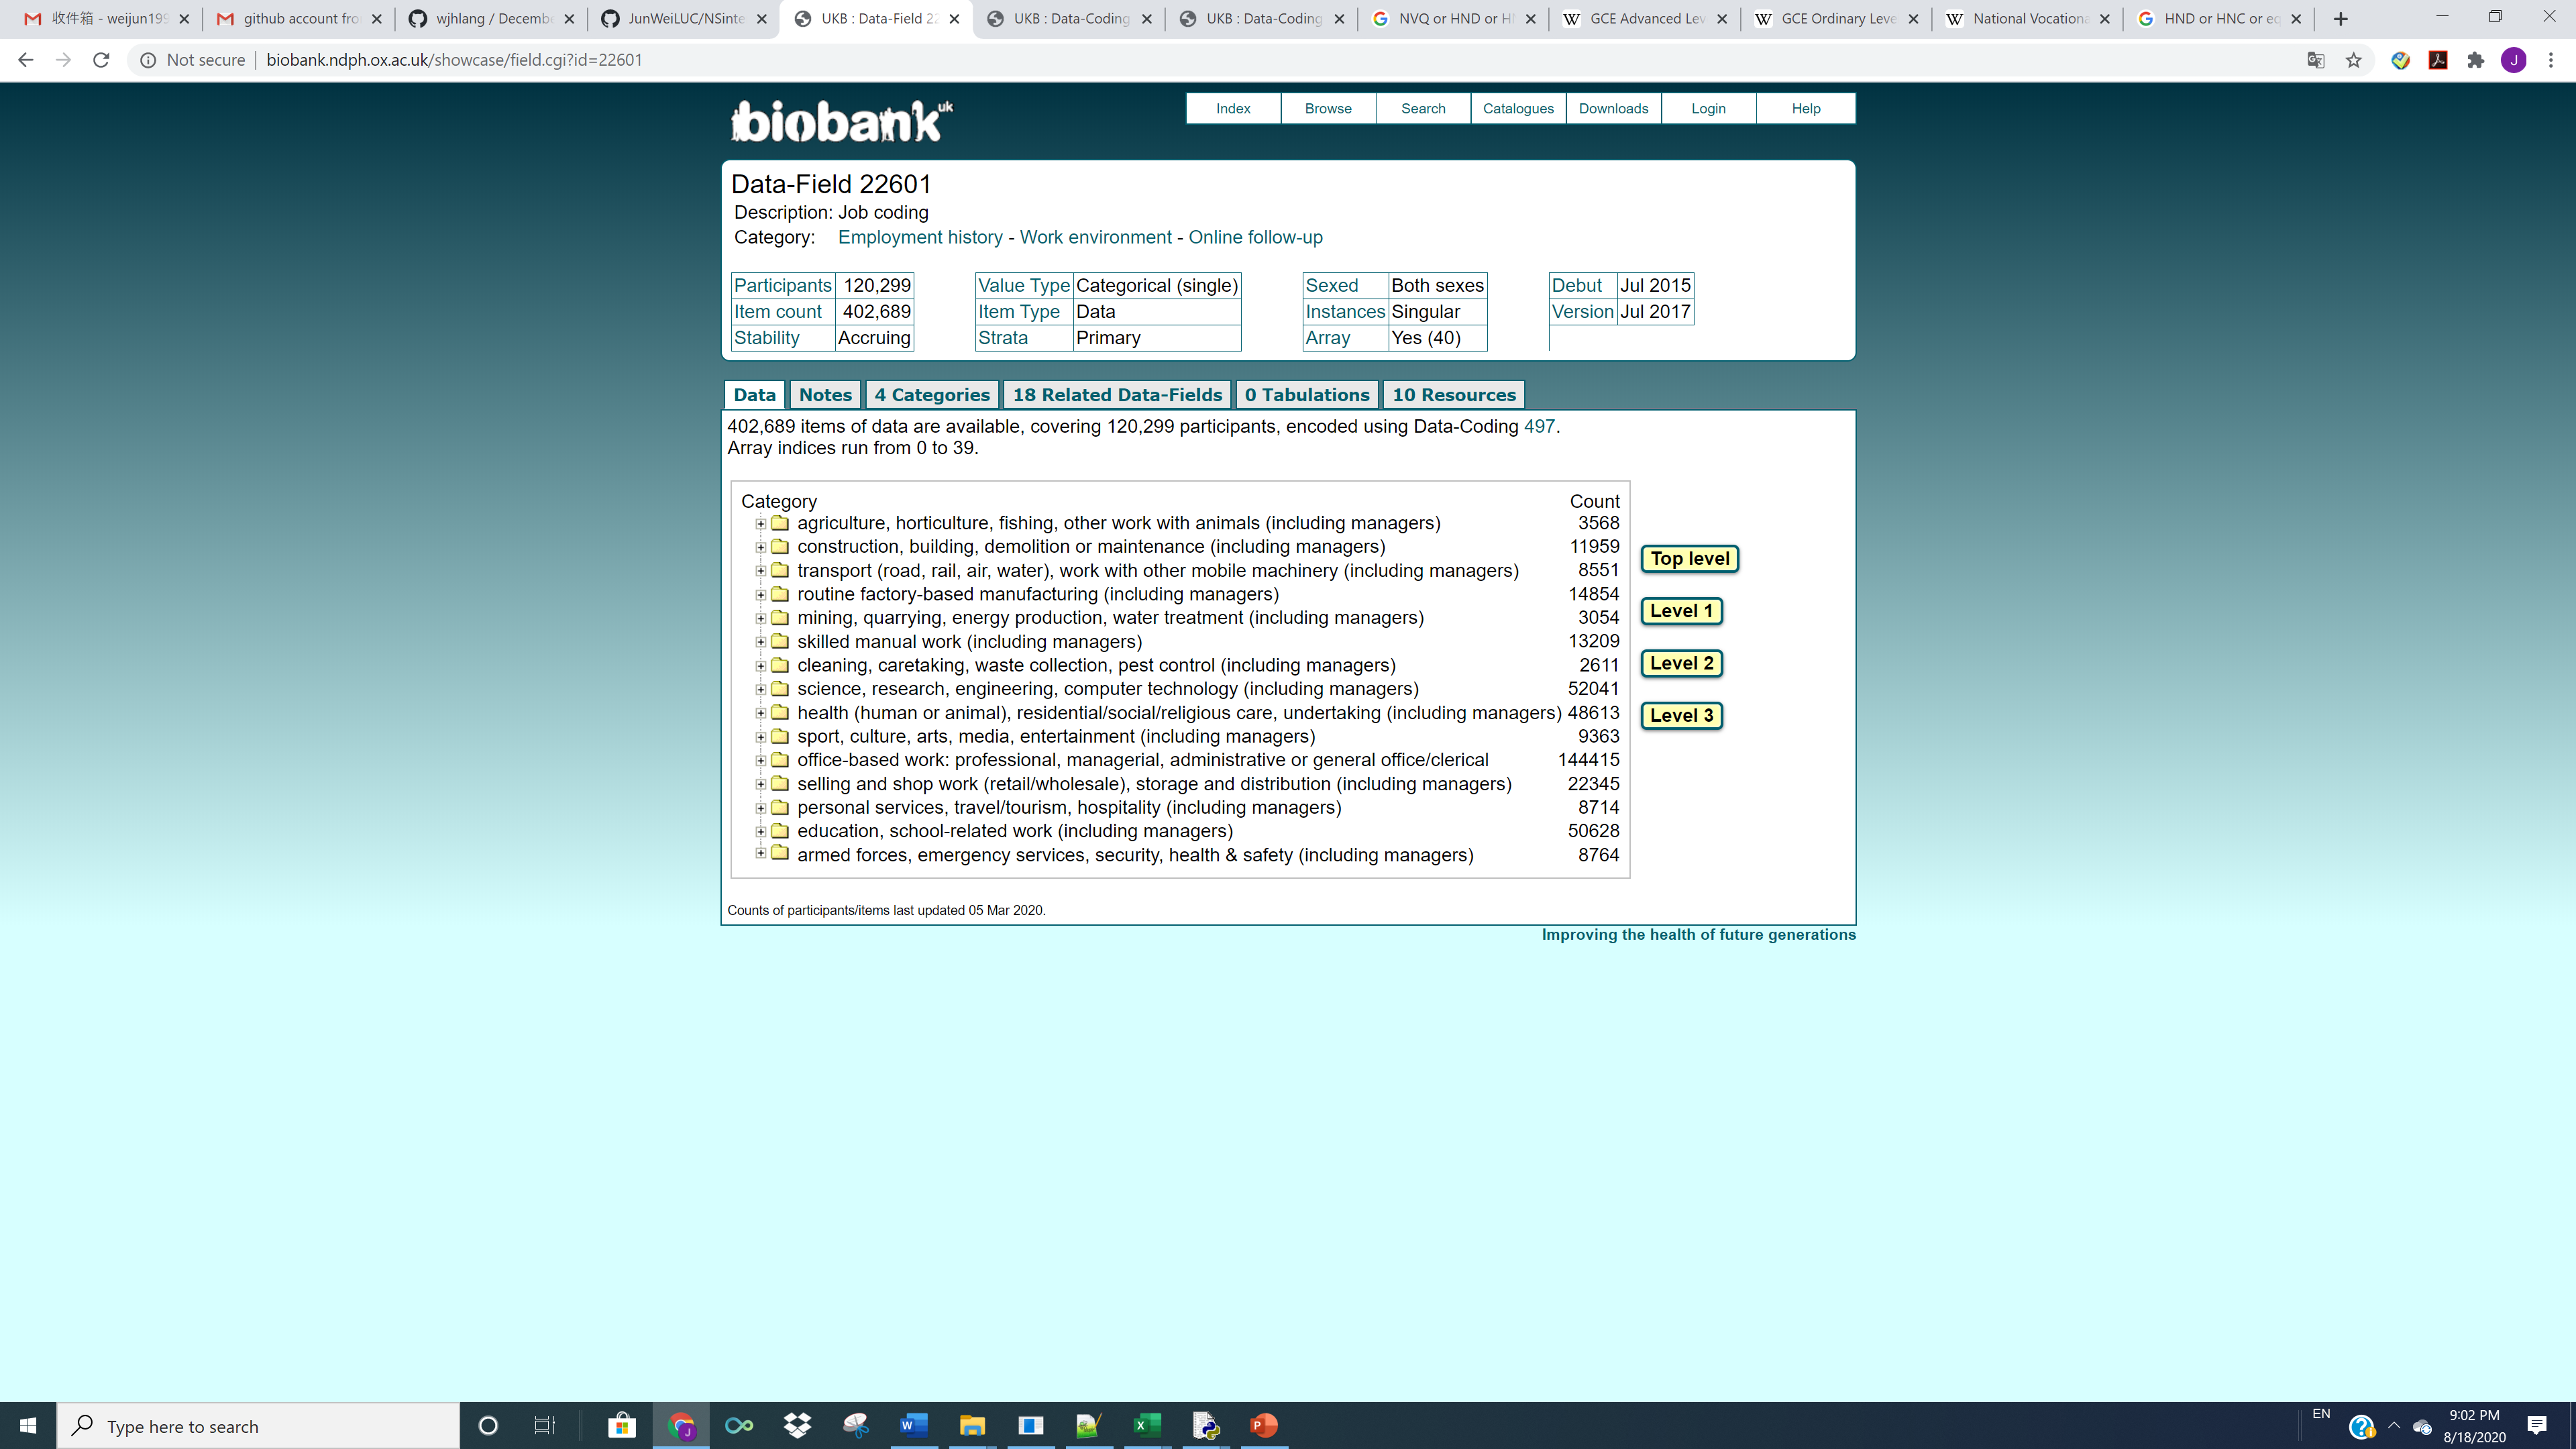 收件箱 - weijun199
github account fro
wjhlang / Decembe
JunWeiLUC/NSinte
UKB : Data-Field 22
UKB : Data-Coding
UKB : Data-Coding
NVQ or HND or H
GCE Advanced Lev
GCE Ordinary Leve
National Vocationa
HND or HNC or eq
Not secure | biobank.ndph.ox.ac.uk/showcase/field.cgi?id=22601
J
biobank uk
Index Browse Search Catalogues Downloads Login Help
Data-Field 22601
Description: Job coding
Category: Employment history - Work environment - Online follow-up
Participants 120,299 Value Type Categorical (single) Sexed Both sexes Debut Jul 2015
Item count 402,689 Item Type Data Instances Singular Version Jul 2017
Stability Accruing Strata Primary Array Yes (40)
Data Notes 4 Categories 18 Related Data-Fields 0 Tabulations 10 Resources
402,689 items of data are available, covering 120,299 participants, encoded using Data-Coding 497.
Array indices run from 0 to 39.
Category Count
agriculture, horticulture, fishing, other work with animals (including managers) 3568
construction, building, demolition or maintenance (including managers) 11959
transport (road, rail, air, water), work with other mobile machinery (including managers) 8551
routine factory-based manufacturing (including managers) 14854
mining, quarrying, energy production, water treatment (including managers) 3054
skilled manual work (including managers) 13209
cleaning, caretaking, waste collection, pest control (including managers) 2611
science, research, engineering, computer technology (including managers) 52041
health (human or animal), residential/social/religious care, undertaking (including managers) 48613
sport, culture, arts, media, entertainment (including managers) 9363
office-based work: professional, managerial, administrative or general office/clerical 144415
selling and shop work (retail/wholesale), storage and distribution (including managers) 22345
personal services, travel/tourism, hospitality (including managers) 8714
education, school-related work (including managers) 50628
armed forces, emergency services, security, health & safety (including managers) 8764
Top level
Level 1
Level 2
Level 3
Counts of participants/items last updated 05 Mar 2020.
Improving the health of future generations
Type here to search
EN
9:02 PM
8/18/2020